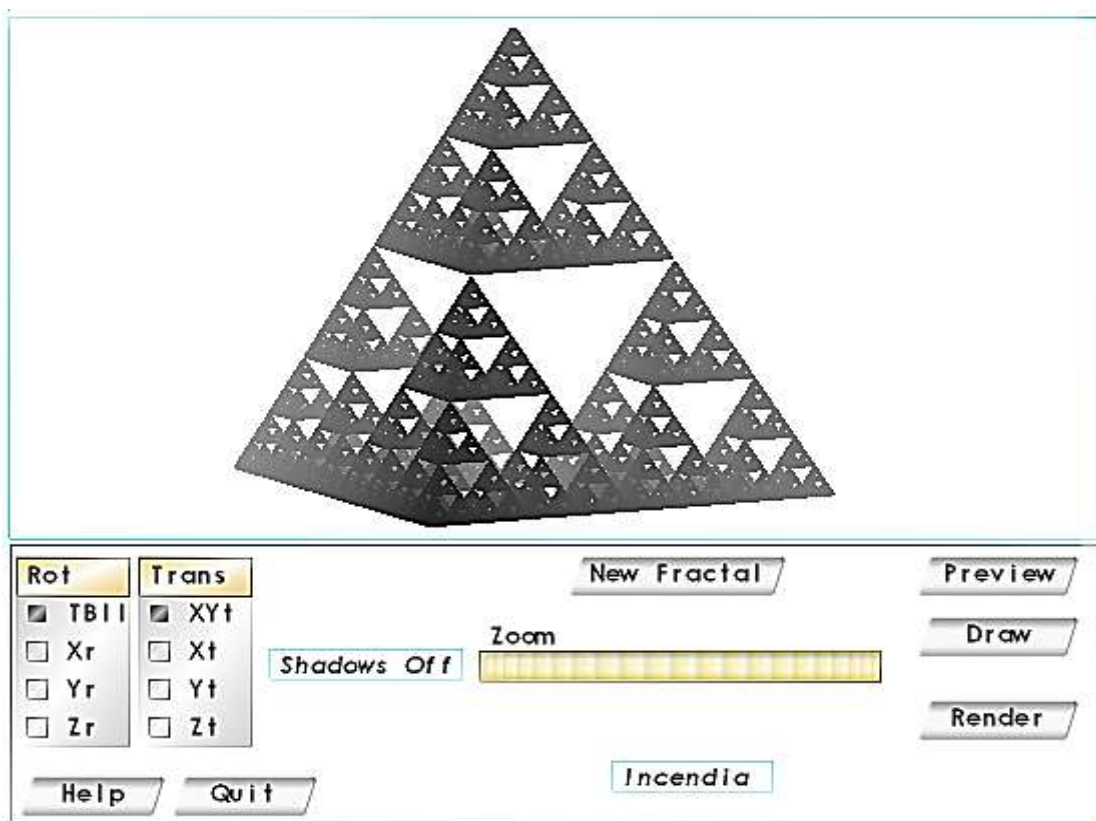 Rot
TBll
Xr
Yr
Zr
Trans
XYt
Xt
Yt
Zt
Shadows Off
New Fractal
Zoom
Preview
Draw
Render
Help
Quit
Incendia